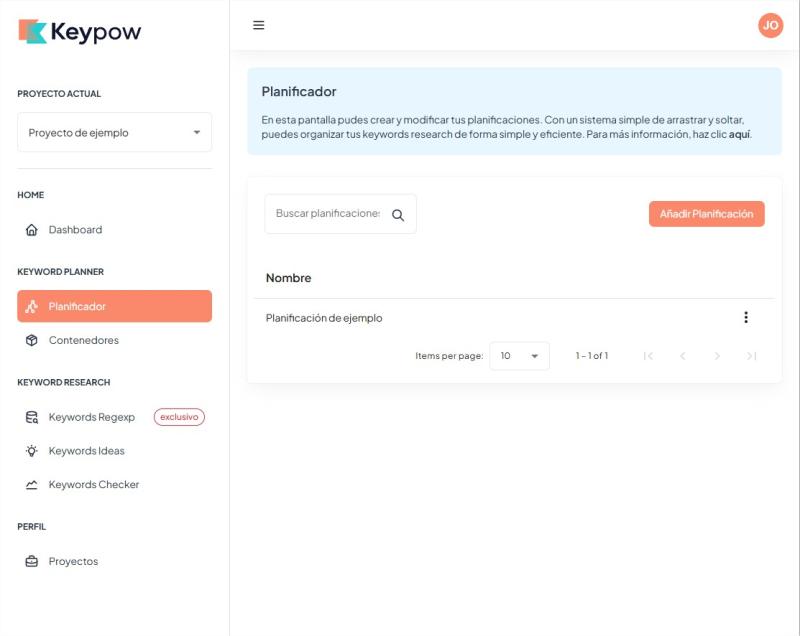 Keypow
JO
PROYECTO ACTUAL
Proyecto de ejemplo
HOME
Dashboard
KEYWORD PLANNER
Planificador
Contenedores
KEYWORD RESEARCH
Keywords Regexp exclusivo
Keywords Ideas
Keywords Checker
PERFIL
Proyectos
Planificador
En esta pantalla pudes crear y modificar tus planificaciones. Con un sistema simple de arrastrar y soltar,
puedes organizar tus keywords research de forma simple y eficiente. Para más información, haz clic aquí.
Buscar planificacione
Añadir Planificación
Nombre
Planificación de ejemplo
Items per page: 10 1 - 1 of 1